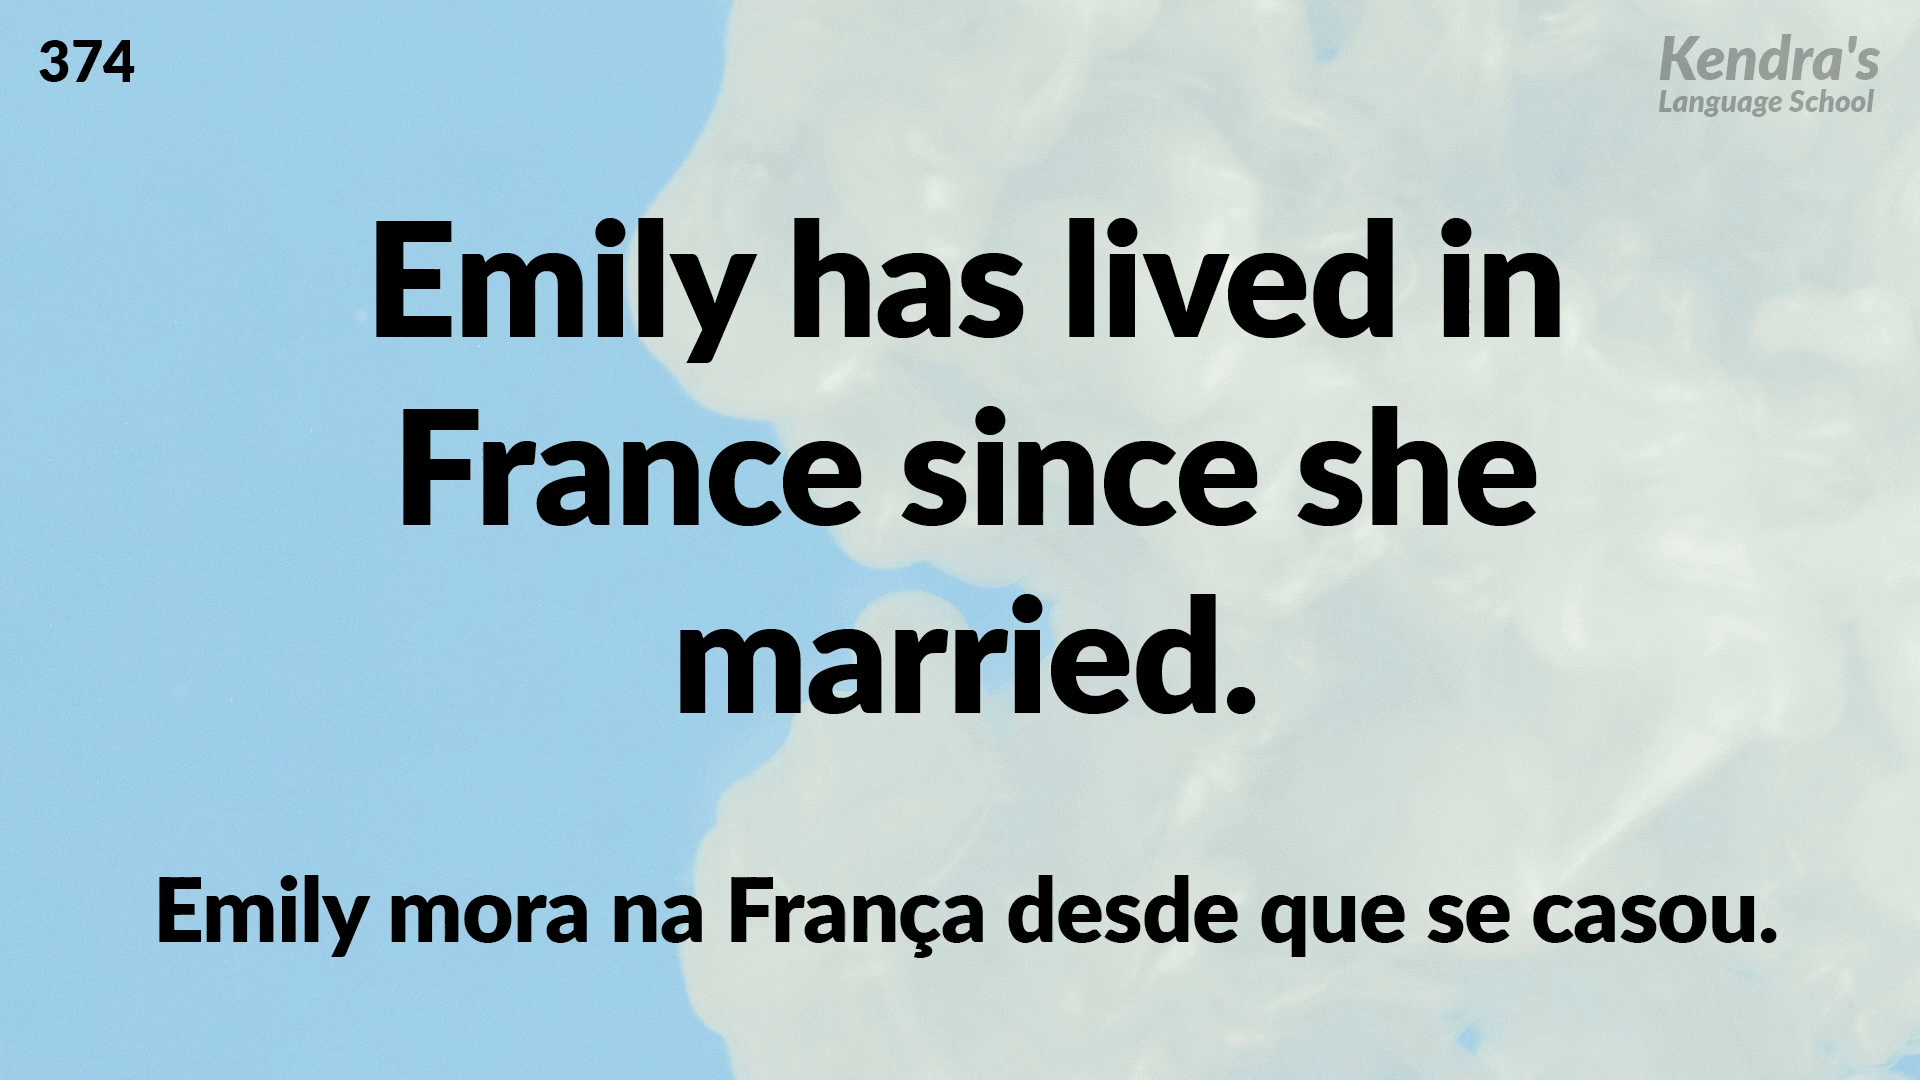 374
Kendra's
Language School
Emily has lived in
France since she
married.
Emily mora na França desde que se casou.